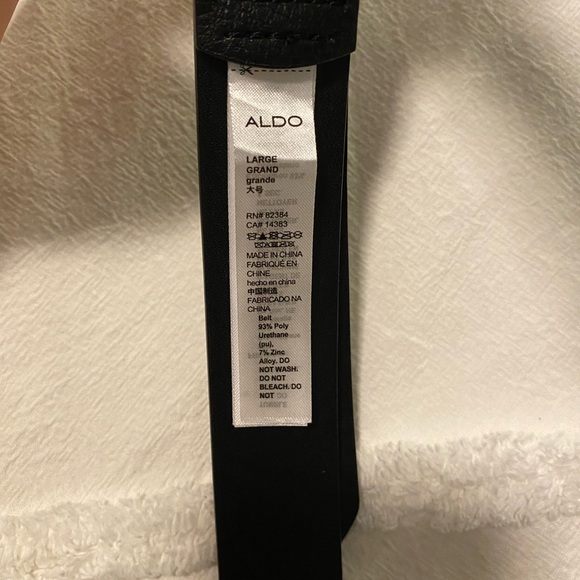 ALDO
LARGE
GRAND
grande
大号
RN# 82384
CA# 14383
MADE IN CHINA
FABRIQUÉ EN
CHINE
hecho en china
中国制造
FABRICADO NA
CHINA
Belt
93% Poly
Urethane
(pu),
7% Zinc
Alloy. DO
NOT WASH.
DO NOT
BLEACH. DO
NOT